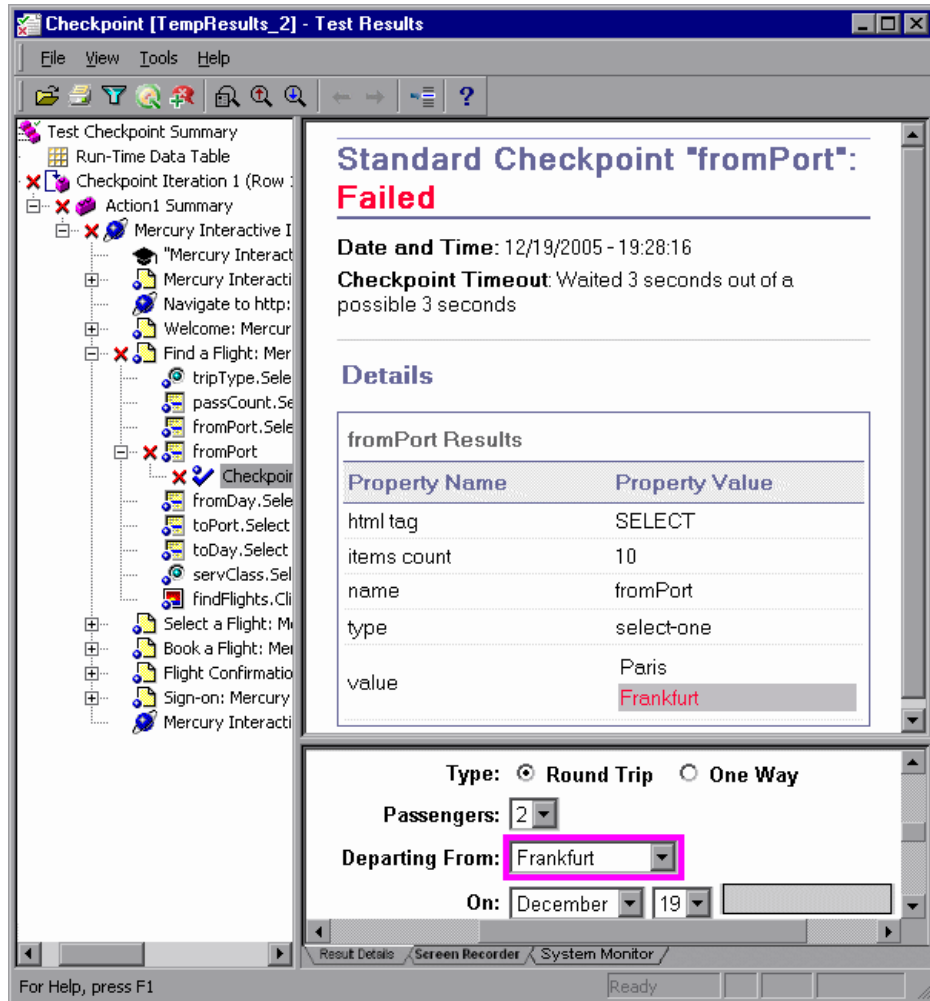 Checkpoint [TempResults_2] - Test Results
File View Tools Help
Test Checkpoint Summary
Run-Time Data Table
Checkpoint Iteration 1 (Row
Action1 Summary
Mercury Interactive I
"Mercury Interact
Mercury Interacti
Navigate to http:
Welcome: Mercur
Find a Flight: Mer
tripType.Sele
passCount.Se
fromPort.Sele
fromPort
Checkpoir
fromDay.Sele
toPort.Select
toDay.Select
servClass.Sel
findFlights.Cli
Select a Flight: Me
Book a Flight: Mer
Flight Confirmatio
Sign-on: Mercury
Mercury Interacti
Standard Checkpoint "fromPort":
Failed
Date and Time: 12/19/2005 - 19:28:16
Checkpoint Timeout: Waited 3 seconds out of a
possible 3 seconds
Details
fromPort Results
Property Name Property Value
html tag SELECT
items count 10
name fromPort
type select-one
value Paris
Frankfurt
Type: Round Trip One Way
Passengers: 2
Departing From: Frankfurt
On: December 19
Result Details Screen Recorder System Monitor
For Help, press F1 Ready